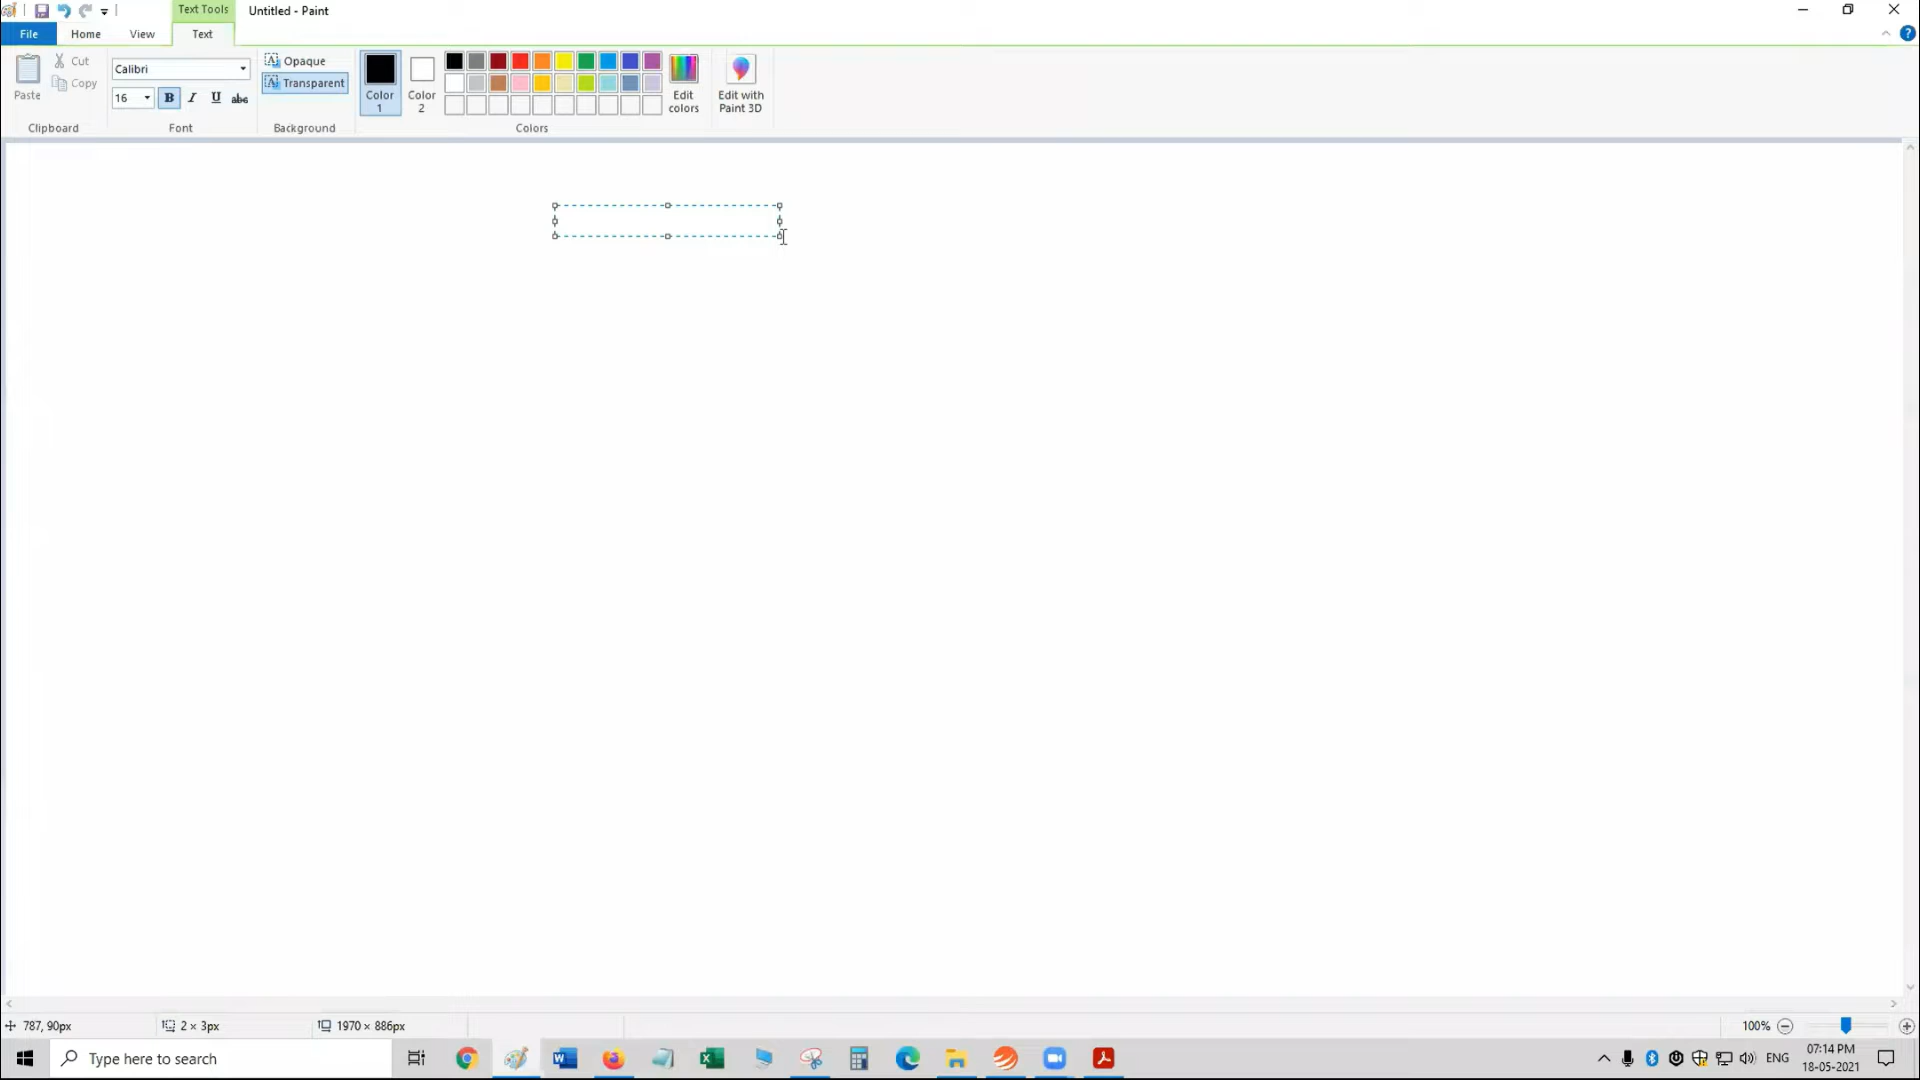 Text Tools Untitled - Paint
File Home View Text
Paste Cut Copy Clipboard
Calibri
16 B I U abc
Font
Opaque
Transparent
Background
Color 1
Color 2
Edit colors
Colors
Edit with Paint 3D
787, 90px 2 × 3px 1970 × 886px 100%
Type here to search ENG 07:14 PM
18-05-2021